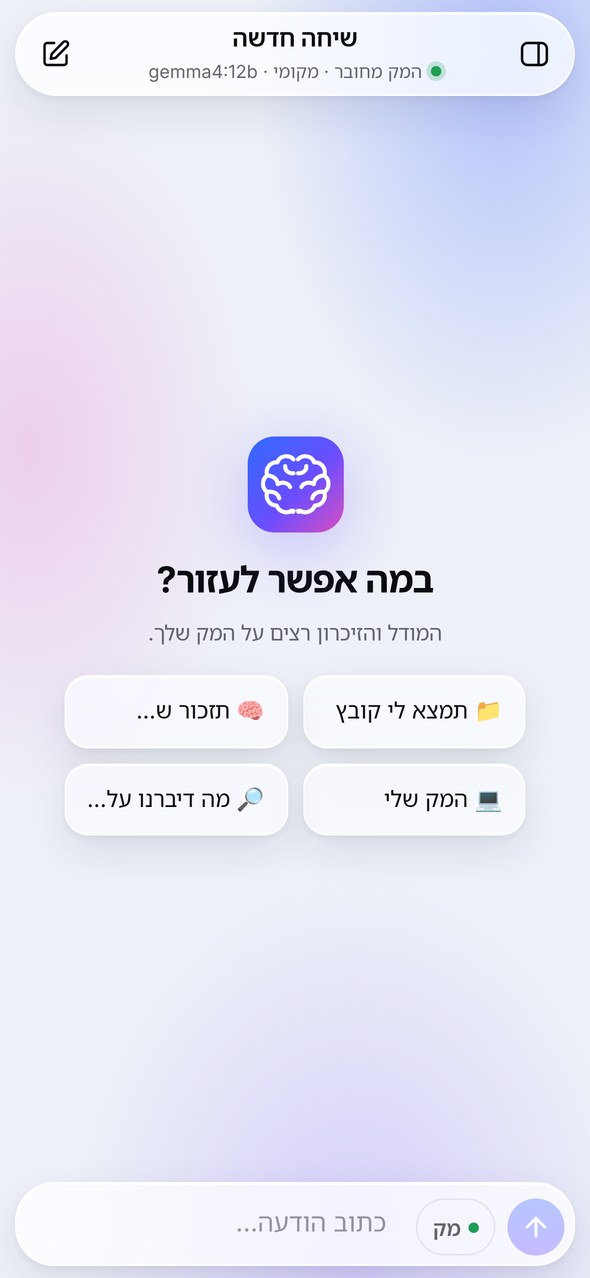 שיחה חדשה
המק מחובר · מקומי · gemma4:12b
במה אפשר לעזור?
המודל והזיכרון רצים על המק שלך.
📁 תמצא לי קובץ
🧠 תזכור ש...
💻 המק שלי
🔎 מה דיברנו על...
מק
כתוב הודעה...